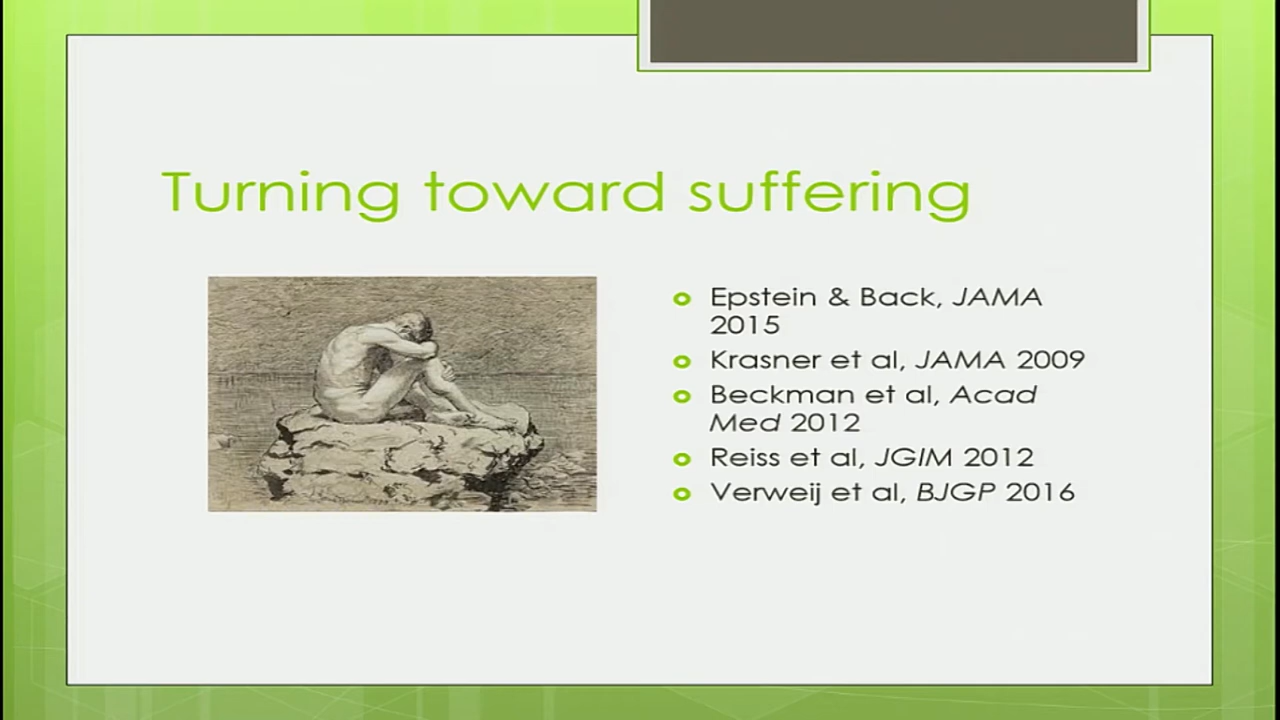 Turning toward suffering
Epstein & Back, JAMA
2015
Krasner et al, JAMA 2009
Beckman et al, Acad
Med 2012
Reiss et al, JGIM 2012
Verweij et al, BJGP 2016